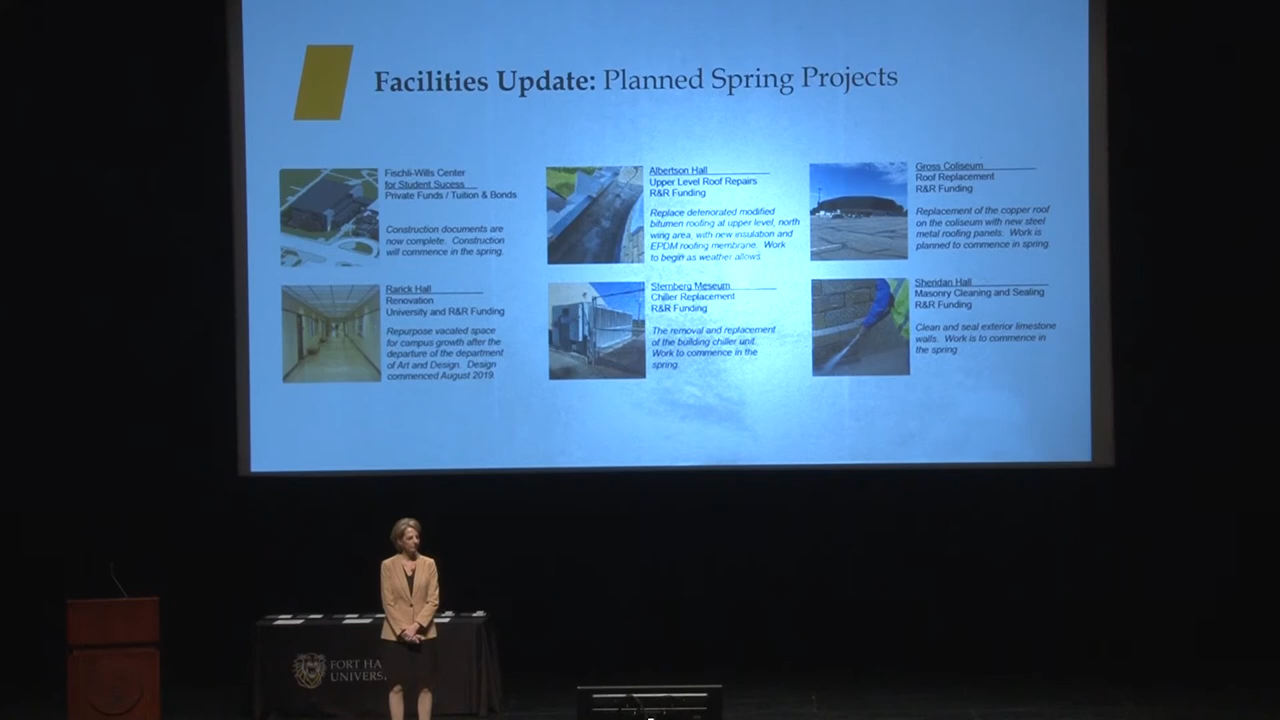 Facilities Update: Planned Spring Projects
Fischli-Wills Center
for Student Sucess
Private Funds / Tuition & Bonds
Construction documents are
now complete. Construction
will commence in the spring.
Albertson Hall
Upper Level Roof Repairs
R&R Funding
Replace deteriorated modified
bitumen roofing at upper level, north
wing area, with new insulation and
EPDM roofing membrane. Work
to begin as weather allows.
Gross Coliseum
Roof Replacement
R&R Funding
Replacement of the copper roof
on the coliseum with new steel
metal roofing panels. Work is
planned to commence in spring.
Rarick Hall
Renovation
University and R&R Funding
Repurpose vacated space
for campus growth after the
departure of the department
of Art and Design. Design
commenced August 2019.
Sternberg Meseum
Chiller Replacement
R&R Funding
The removal and replacement
of the building chiller unit.
Work to commence in the
spring.
Sheridan Hall
Masonry Cleaning and Sealing
R&R Funding
Clean and seal exterior limestone
walls. Work is to commence in
the spring
FORT HA
UNIVERS